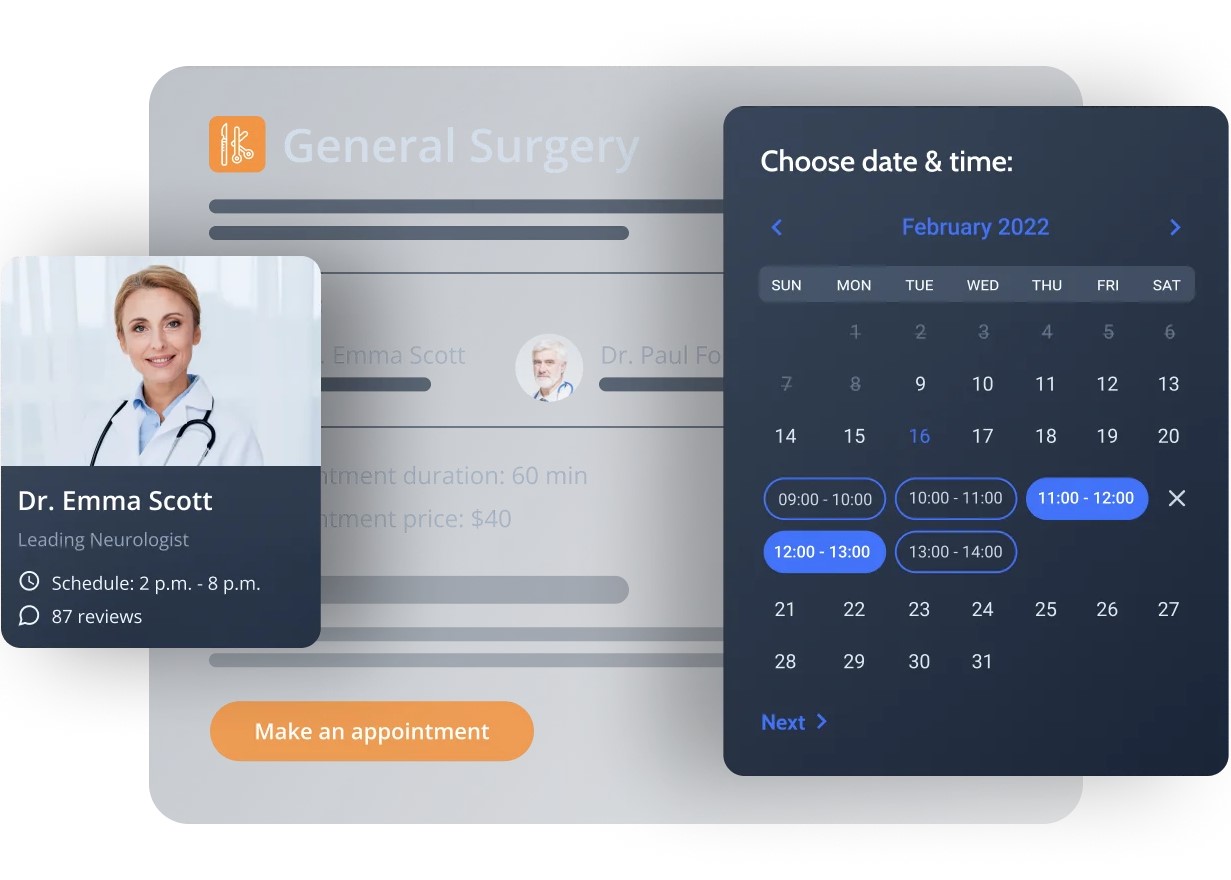 General Surgery
Emma Scott
Dr. Paul
ntment duration: 60 min
ntment price: $40
Make an appointment
Dr. Emma Scott
Leading Neurologist
Schedule: 2 p.m. - 8 p.m.
87 reviews
Choose date & time:
February 2022
SUN MON TUE WED THU FRI SAT
1 2 3 4 5 6
7 8 9 10 11 12 13
14 15 16 17 18 19 20
09:00 - 10:00 10:00 - 11:00 11:00 - 12:00
12:00 - 13:00 13:00 - 14:00
21 22 23 24 25 26 27
28 29 30 31
Next